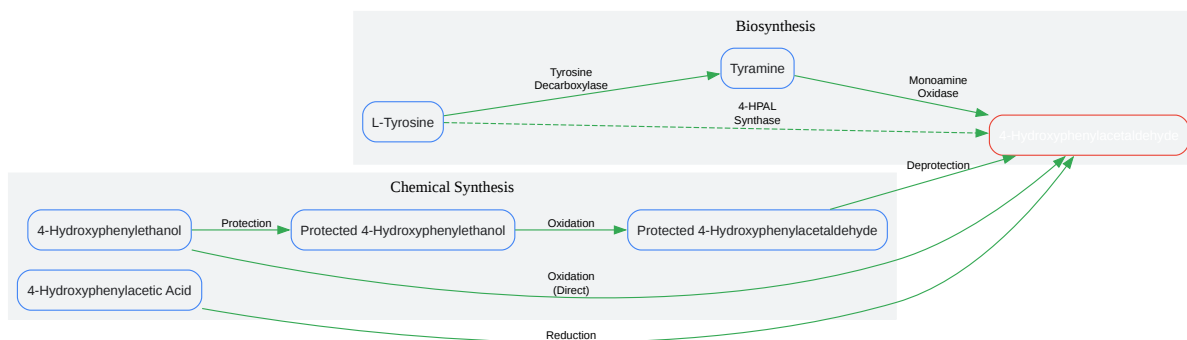 Biosynthesis
Tyrosine
Decarboxylase
Tyramine
Monoamine
Oxidase
L-Tyrosine
4-HPAL
Synthase
4-Hydroxyphenylacetaldehyde
Deprotection
Chemical Synthesis
4-Hydroxyphenylethanol
Protection
Protected 4-Hydroxyphenylethanol
Oxidation
Protected 4-Hydroxyphenylacetaldehyde
4-Hydroxyphenylacetic Acid
Oxidation
(Direct)
Reduction